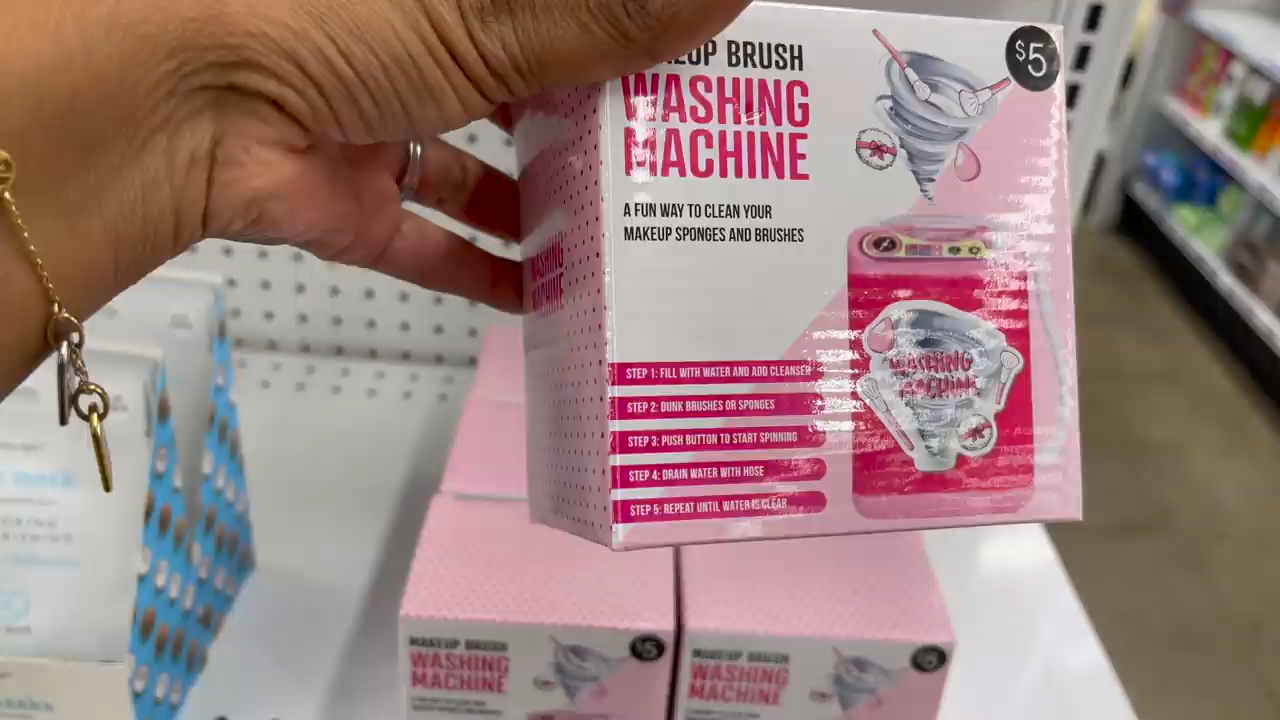 BRUSH
WASHING
MACHINE
$5
A FUN WAY TO CLEAN YOUR
MAKEUP SPONGES AND BRUSHES
WASHING
MACHINE
STEP 1: FILL WITH WATER AND ADD CLEANSER
STEP 2: DUNK BRUSHES OR SPONGES
STEP 3: PUSH BUTTON TO START SPINNING
STEP 4: DRAIN WATER WITH HOSE
STEP 5: REPEAT UNTIL WATER IS CLEAR
WASHING
MACHINE
MAKEUP BRUSH
WASHING
MACHINE
$5
MAKEUP BRUSH
WASHING
MACHINE